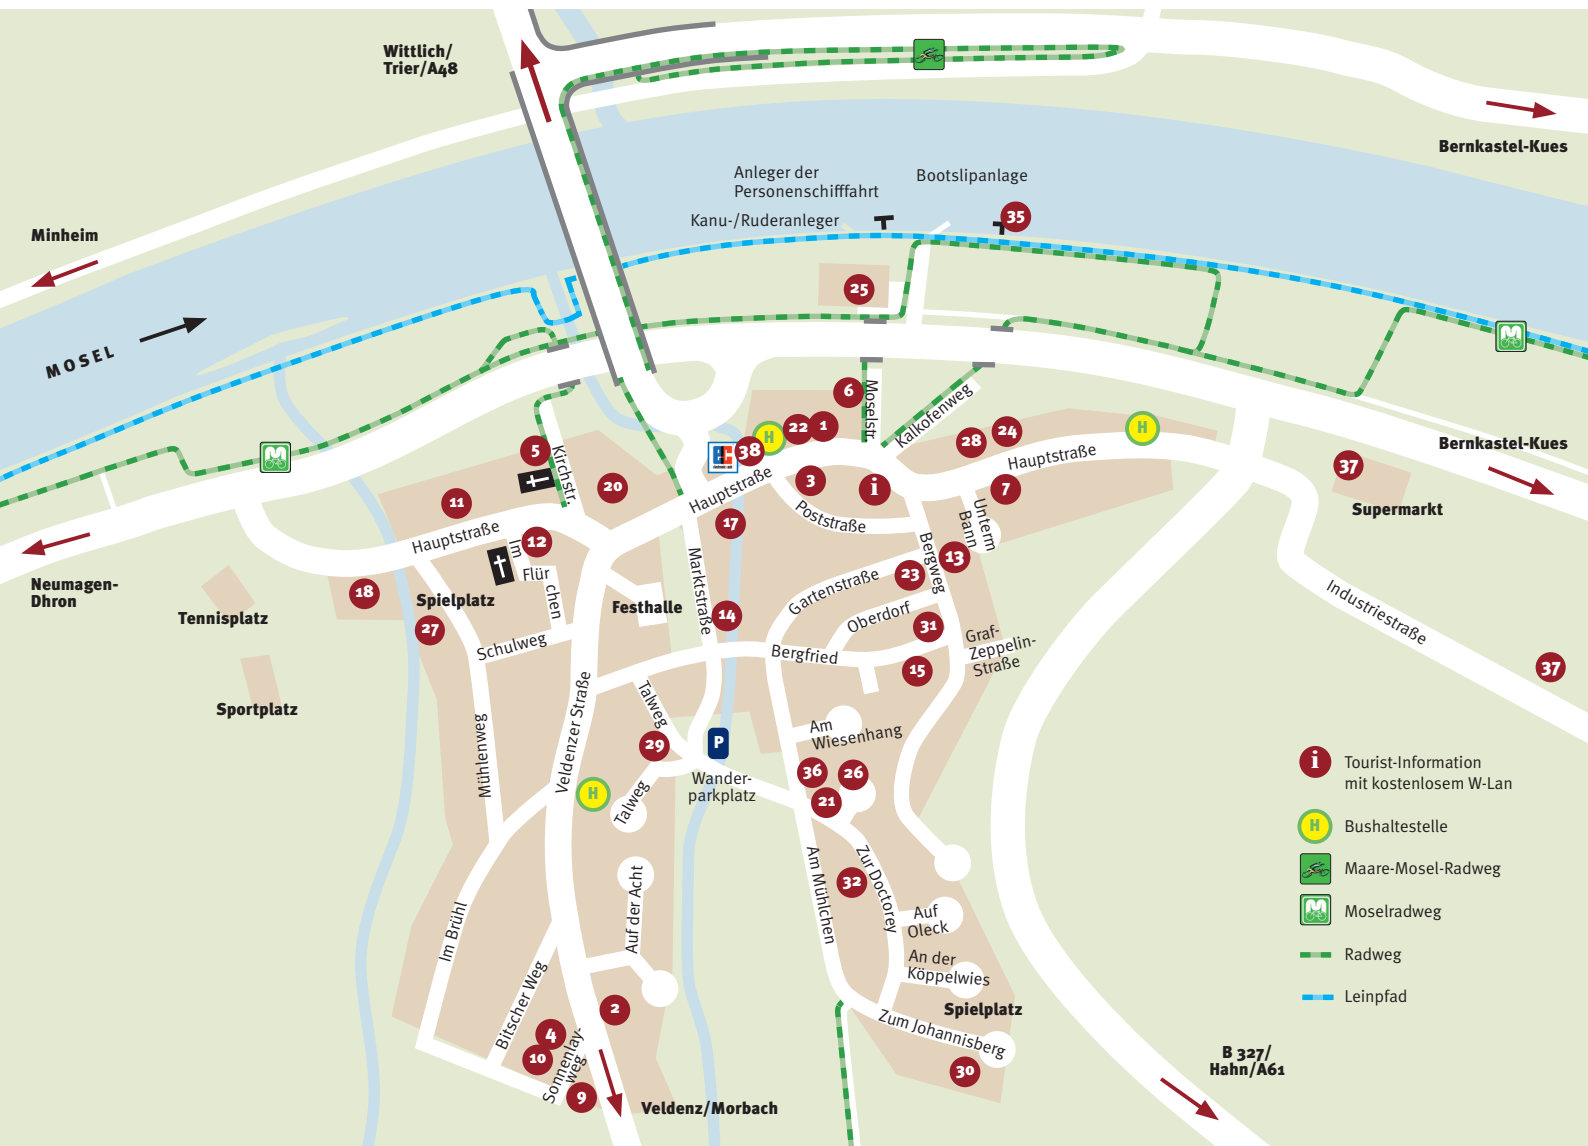 Wittlich/
Trier/A48
Bernkastel-Kues
Anleger der
Personenschifffahrt
Bootslipanlage
Kanu-/Ruderanleger
35
Minheim
MOSEL
25
M
6
Moselstr.
Kalkofenweg
H
22
1
38
EC
28
24
H
Hauptstraße
Bernkastel-Kues
37
Supermarkt
5
Kirchstr.
M
20
11
Hauptstraße
3
i
7
Poststraße
Unterm
Bann
17
Hauptstraße
12
Im
Flür
chen
Neumagen-
Dhron
Tennisplatz
18
Spielplatz
27
Festhalle
Marktstraße
14
Bergweg
13
23
Gartenstraße
Oberdorf
31
Graf-
Zeppelin-
Straße
Industriestraße
37
Schulweg
Bergfried
15
Sportplatz
Mühlenweg
Veldenzer Straße
Talweg
29
P
Wander-
parkplatz
Am
Wiesenhang
36
26
21
H
Talweg
Am Mühlchen
32
Zur Doctorey
Auf
Oleck
An der
Köppelwies
Spielplatz
Zum Johannisberg
30
Im Brühl
Auf der Acht
Bitscher Weg
2
4
10
Sonnenlay-
weg
9
Veldenz/Morbach
B 327/
Hahn/A61
i
Tourist-Information
mit kostenlosem W-Lan
H
Bushaltestelle
Maare-Mosel-Radweg
M
Moselradweg
Radweg
Leinpfad